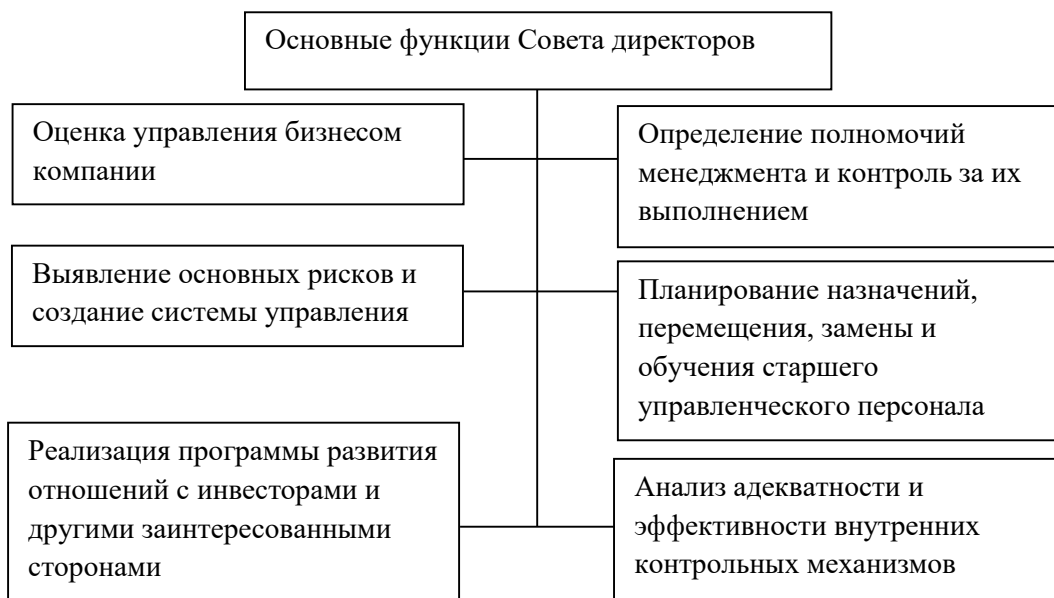 Основные функции Совета директоров
Оценка управления бизнесом
компании
Определение полномочий
менеджмента и контроль за их
выполнением
Выявление основных рисков и
создание системы управления
Планирование назначений,
перемещения, замены и
обучения старшего
управленческого персонала
Реализация программы развития
отношений с инвесторами и
другими заинтересованными
сторонами
Анализ адекватности и
эффективности внутренних
контрольных механизмов